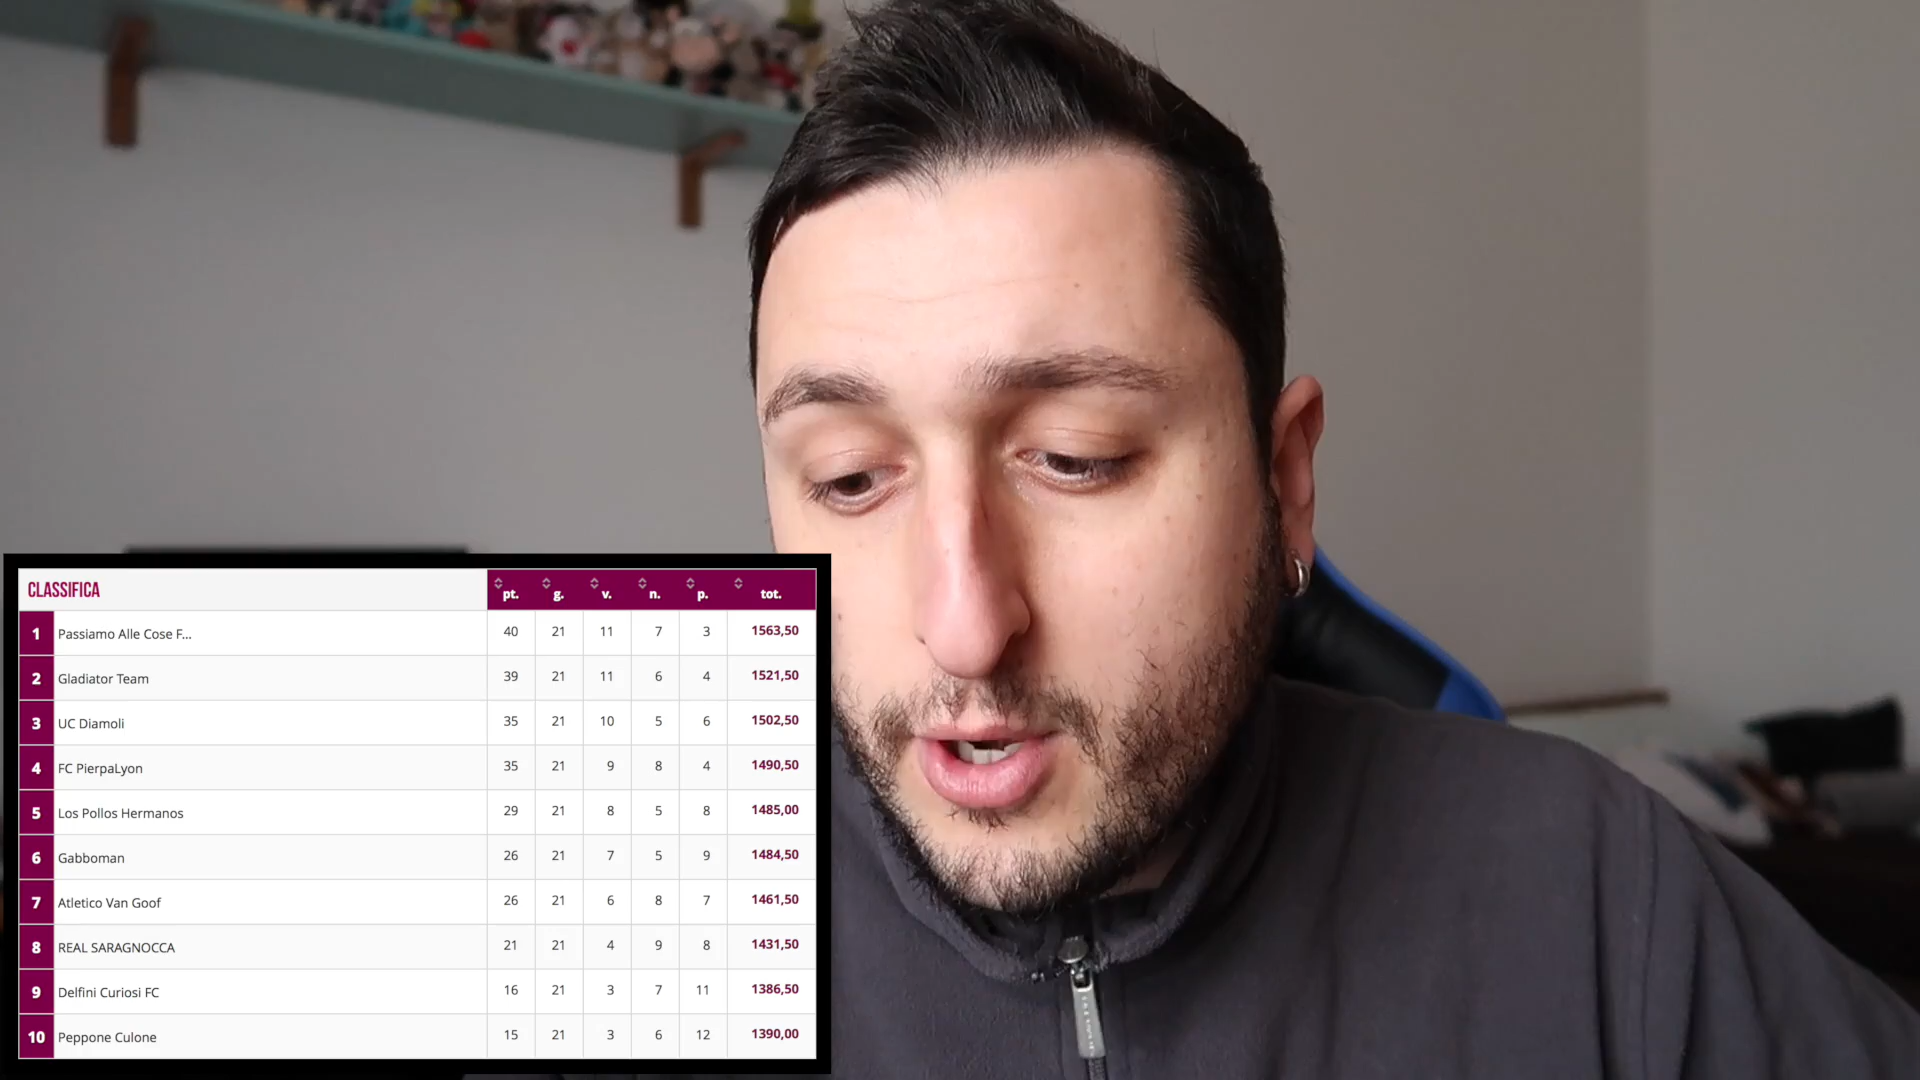 CLASSIFICA pt. g. v. n. p. tot.
1 Passiamo Alle Cose F... 40 21 11 7 3 1563,50
2 Gladiator Team 39 21 11 6 4 1521,50
3 UC Diamoli 35 21 10 5 6 1502,50
4 FC PierpaLyon 35 21 9 8 4 1490,50
5 Los Pollos Hermanos 29 21 8 5 8 1485,00
6 Gabboman 26 21 7 5 9 1484,50
7 Atletico Van Goof 26 21 6 8 7 1461,50
8 REAL SARAGNOCCA 21 21 4 9 8 1431,50
9 Delfini Curiosi FC 16 21 3 7 11 1386,50
10 Peppone Culone 15 21 3 6 12 1390,00